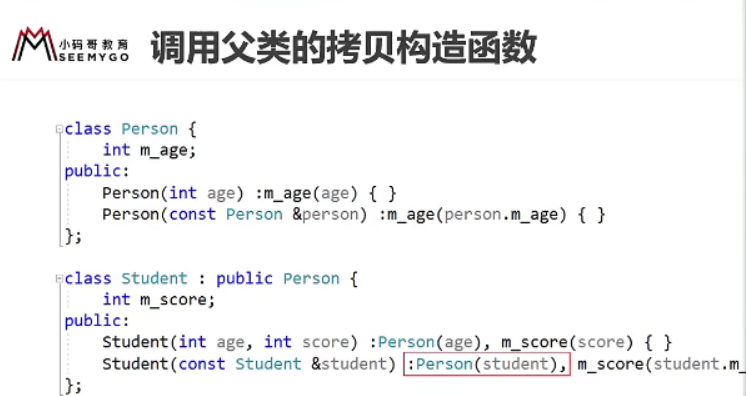 小码哥教育
SEEMYGO
调用父类的拷贝构造函数
class Person {
    int m_age;
public:
    Person(int age) :m_age(age) { }
    Person(const Person &person) :m_age(person.m_age) { }
};
class Student : public Person {
    int m_score;
public:
    Student(int age, int score) :Person(age), m_score(score) { }
    Student(const Student &student) :Person(student), m_score(student.m_
};